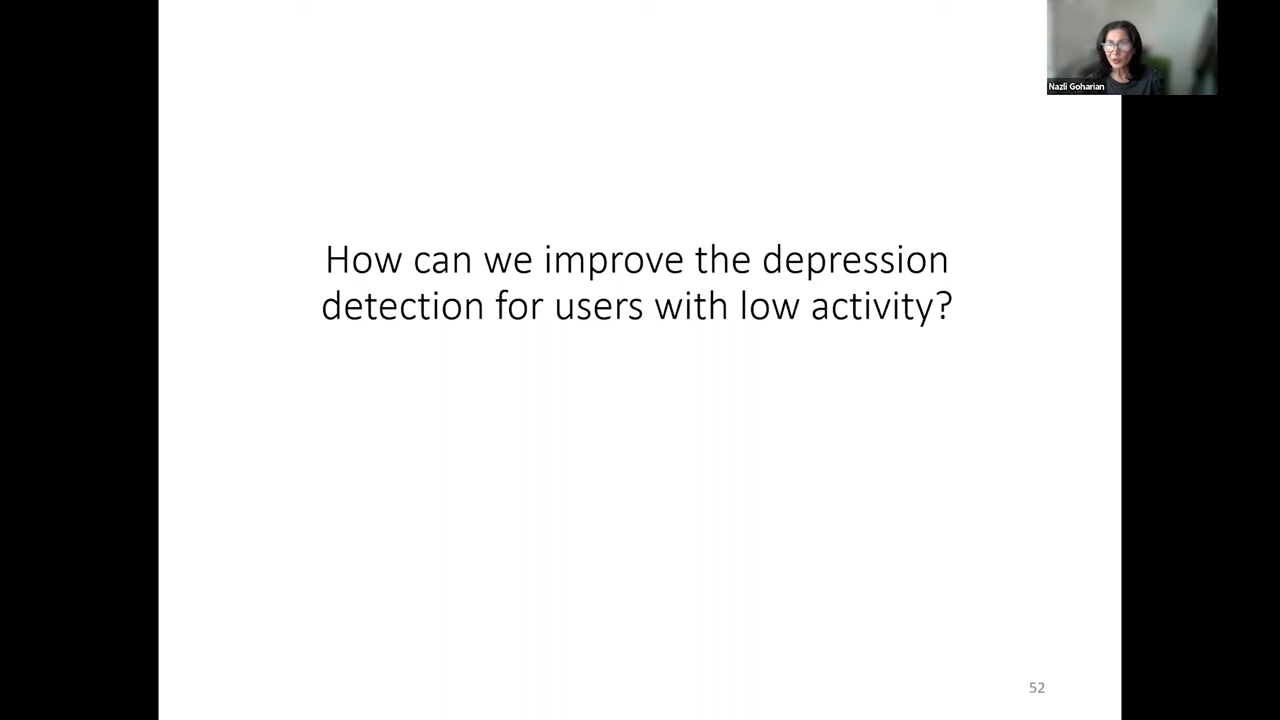 Nazli Goharian
How can we improve the depression
detection for users with low activity?
52